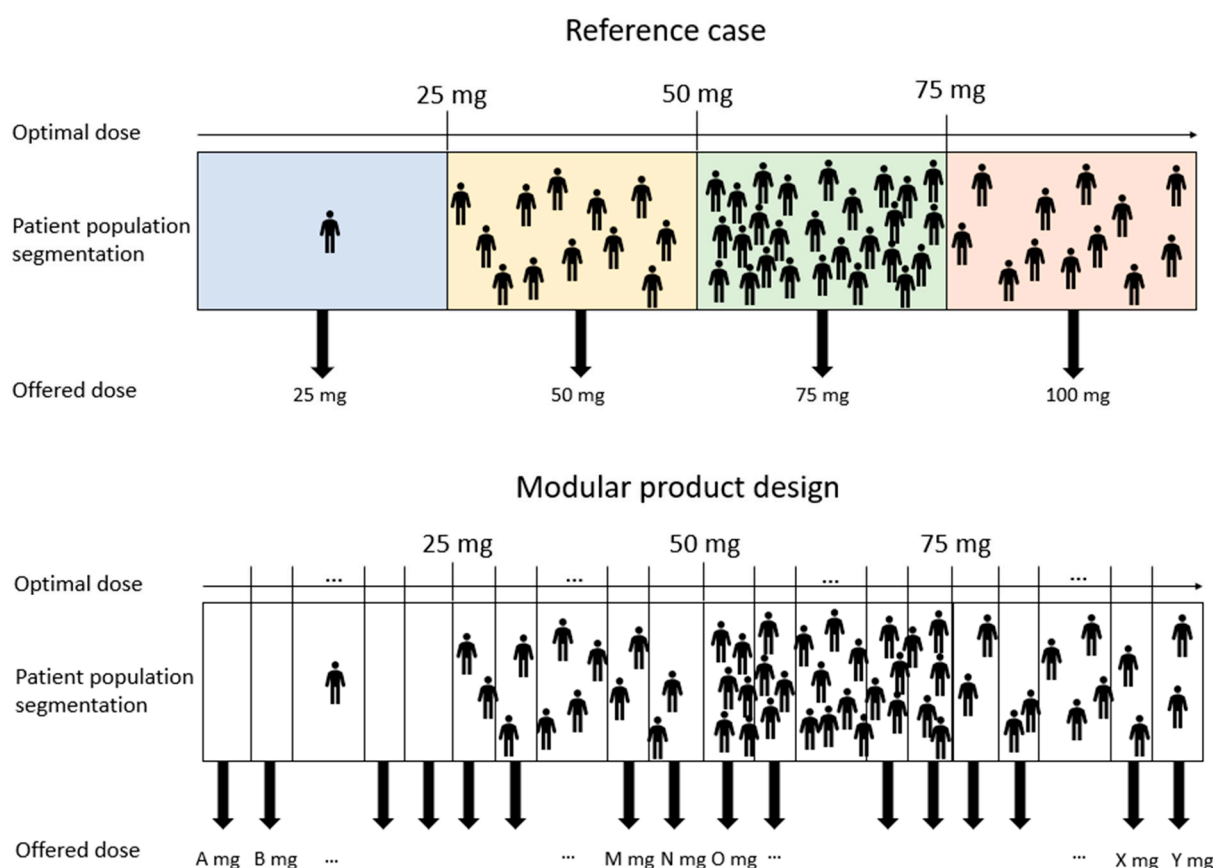 Reference case
25 mg 50 mg 75 mg
Optimal dose
Patient population
segmentation
Offered dose
25 mg 50 mg 75 mg 100 mg
Modular product design
25 mg 50 mg 75 mg
Optimal dose ... ... ... ...
Patient population
segmentation
Offered dose A mg B mg ... ... M mg N mg O mg ... ... X mg Y mg